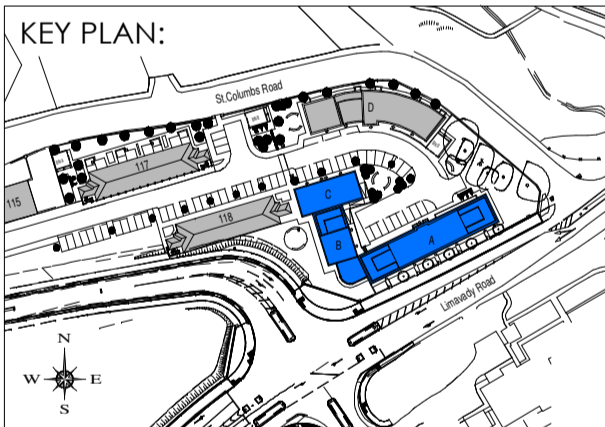 KEY PLAN:
St.Columbs Road
D
117
115
C
118
B
A
Limavady Road
N
W E
S